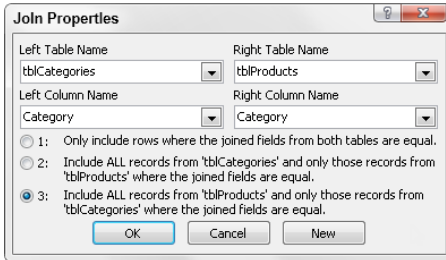 Join Properties
Left Table Name
Right Table Name
tblCategories
tblProducts
Left Column Name
Right Column Name
Category
Category
1: Only include rows where the joined fields from both tables are equal.
2: Include ALL records from 'tblCategories' and only those records from
'tblProducts' where the joined fields are equal.
3: Include ALL records from 'tblProducts' and only those records from
'tblCategories' where the joined fields are equal.
OK
Cancel
New